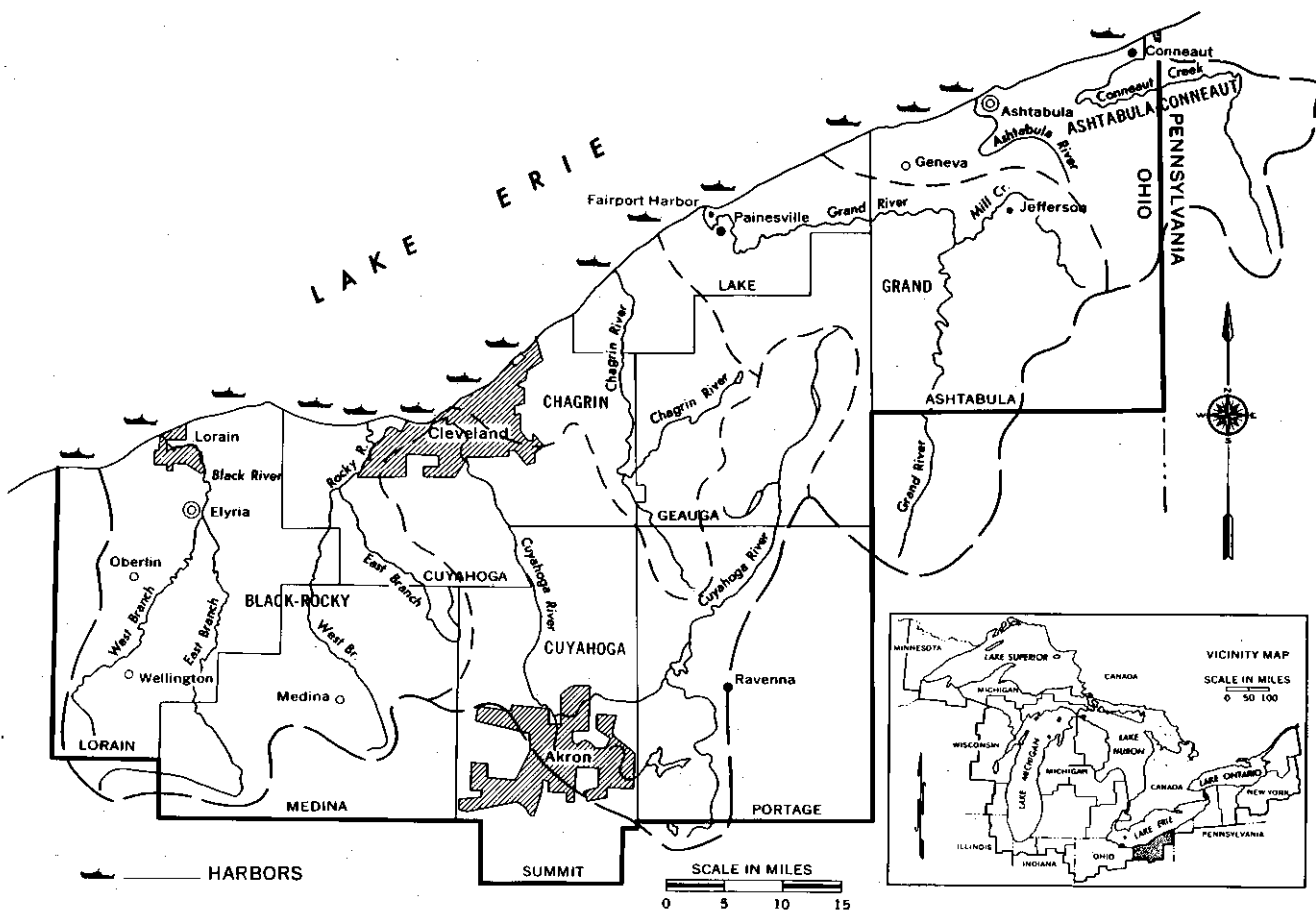 Conneaut
Conneaut Creek
ASHTABULA-CONNEAUT
PENNSYLVANIA
OHIO
Ashtabula
Ashtabula River
Geneva
Mill Cr.
Jefferson
LAKE ERIE
Fairport Harbor
Painesville
Grand River
LAKE
GRAND
Chagrin River
Chagrin River
CHAGRIN
ASHTABULA
Grand River
Cleveland
Lorain
Rocky R.
Black River
Elyria
GEAUGA
Oberlin
Cuyahoga River
Cuyahoga River
East Branch
CUYAHOGA
BLACK-ROCKY
West Branch
East Branch
West Br.
CUYAHOGA
Wellington
Medina
Ravenna
LORAIN
Akron
MEDINA
PORTAGE
SUMMIT
HARBORS
SCALE IN MILES
0 5 10 15
N
W E
S
VICINITY MAP
SCALE IN MILES
0 50 100
MINNESOTA
LAKE SUPERIOR
CANADA
MICHIGAN
WISCONSIN
LAKE MICHIGAN
MICHIGAN
LAKE HURON
CANADA
LAKE ONTARIO
NEW YORK
LAKE ERIE
PENNSYLVANIA
ILLINOIS
INDIANA
OHIO